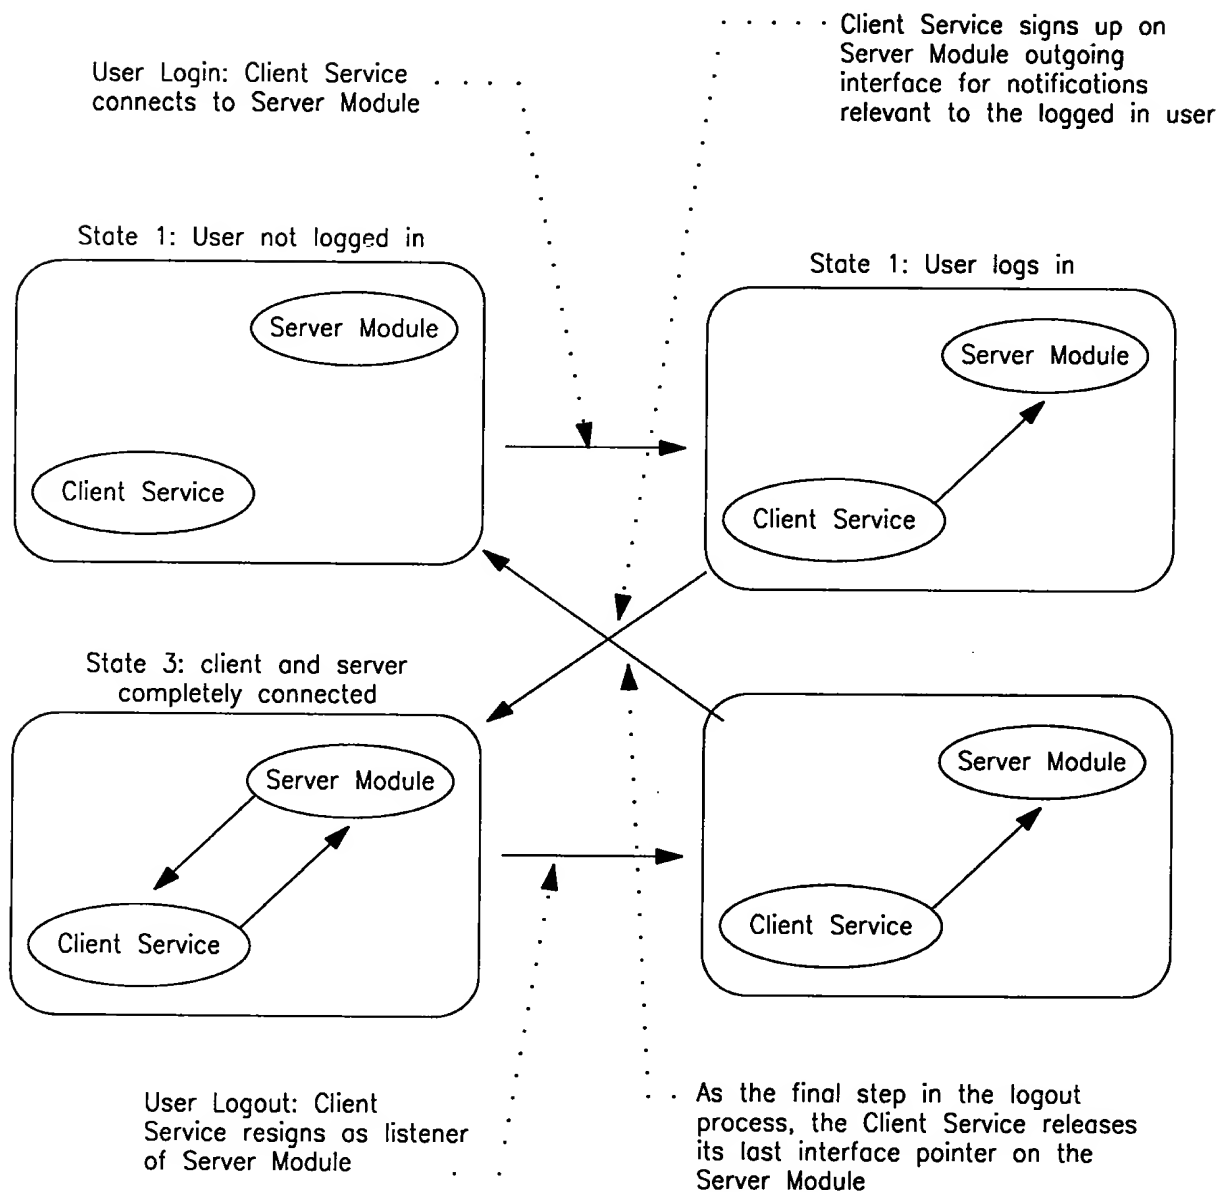 Client Service signs up on
Server Module outgoing
interface for notifications
relevant to the logged in user
User Login: Client Service
connects to Server Module
State 1: User not logged in
Server Module
Client Service
State 1: User logs in
Server Module
Client Service
State 3: client and server
completely connected
Server Module
Client Service
Server Module
Client Service
User Logout: Client
Service resigns as listener
of Server Module
As the final step in the logout
process, the Client Service releases
its last interface pointer on the
Server Module